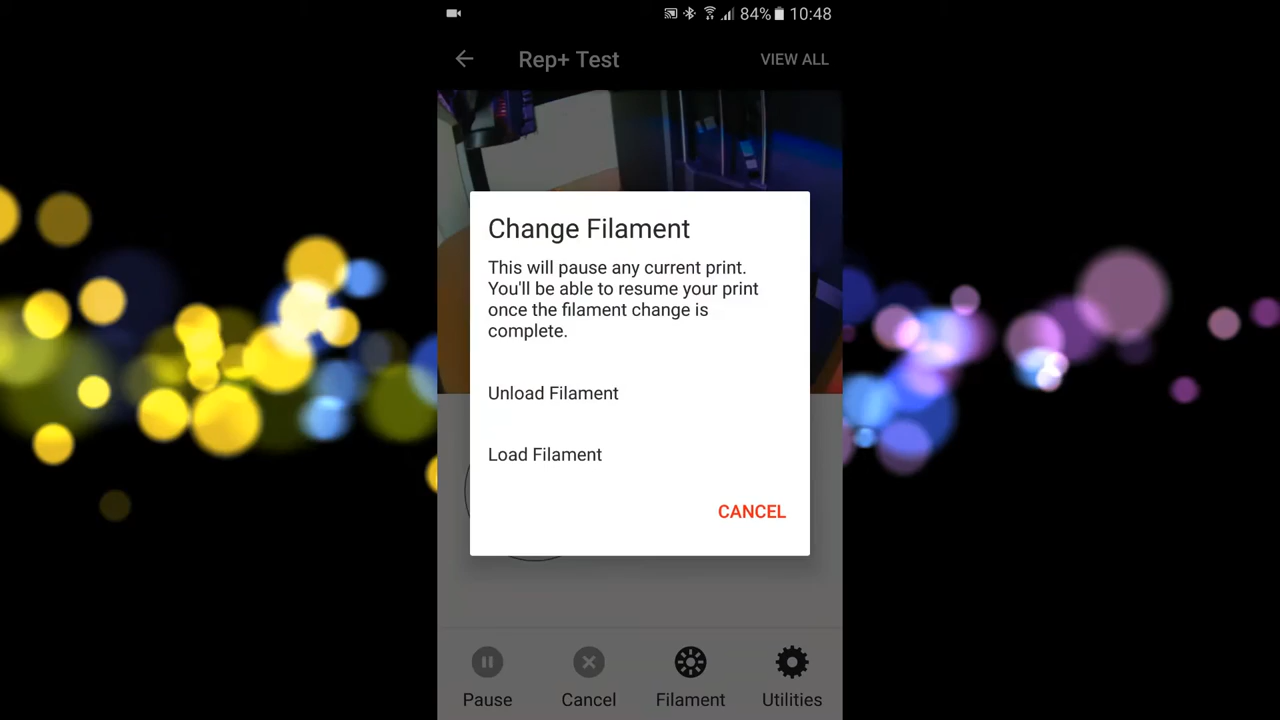 84% 10:48
Rep+ Test VIEW ALL
Change Filament
This will pause any current print.
You'll be able to resume your print
once the filament change is
complete.
Unload Filament
Load Filament
CANCEL
Pause Cancel Filament Utilities